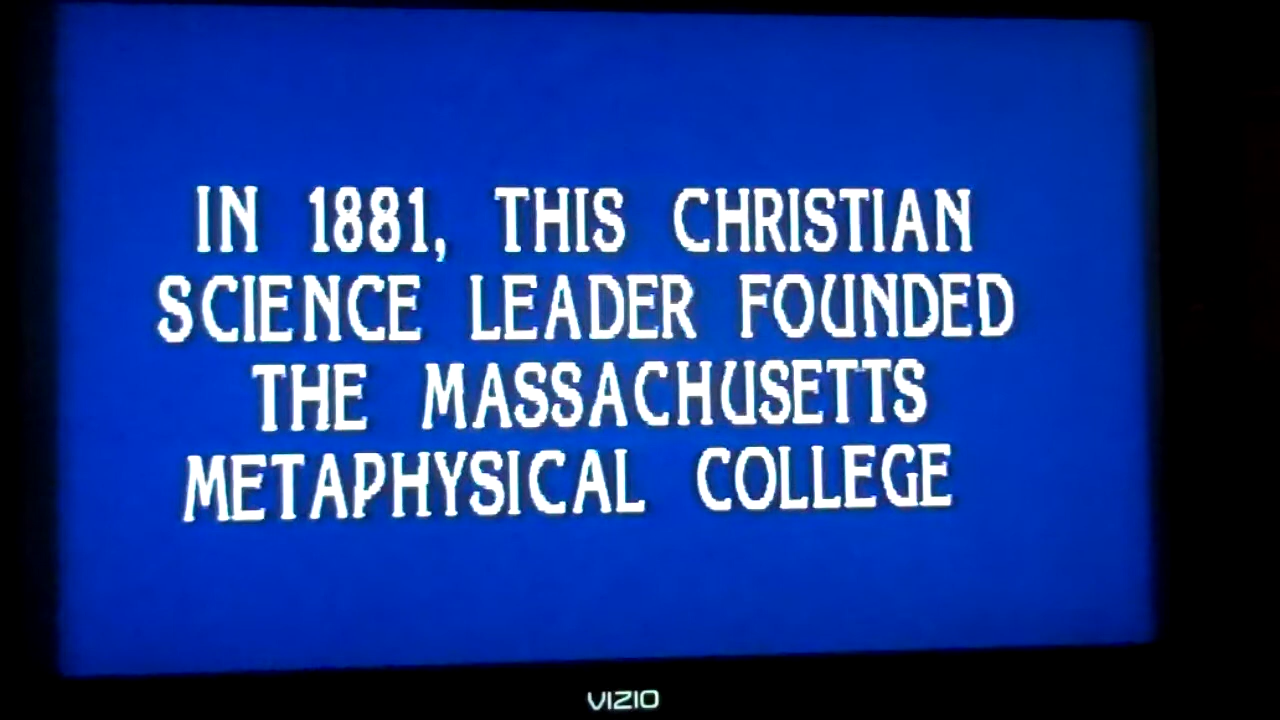 IN 1881, THIS CHRISTIAN
SCIENCE LEADER FOUNDED
THE MASSACHUSETTS
METAPHYSICAL COLLEGE
VIZIO